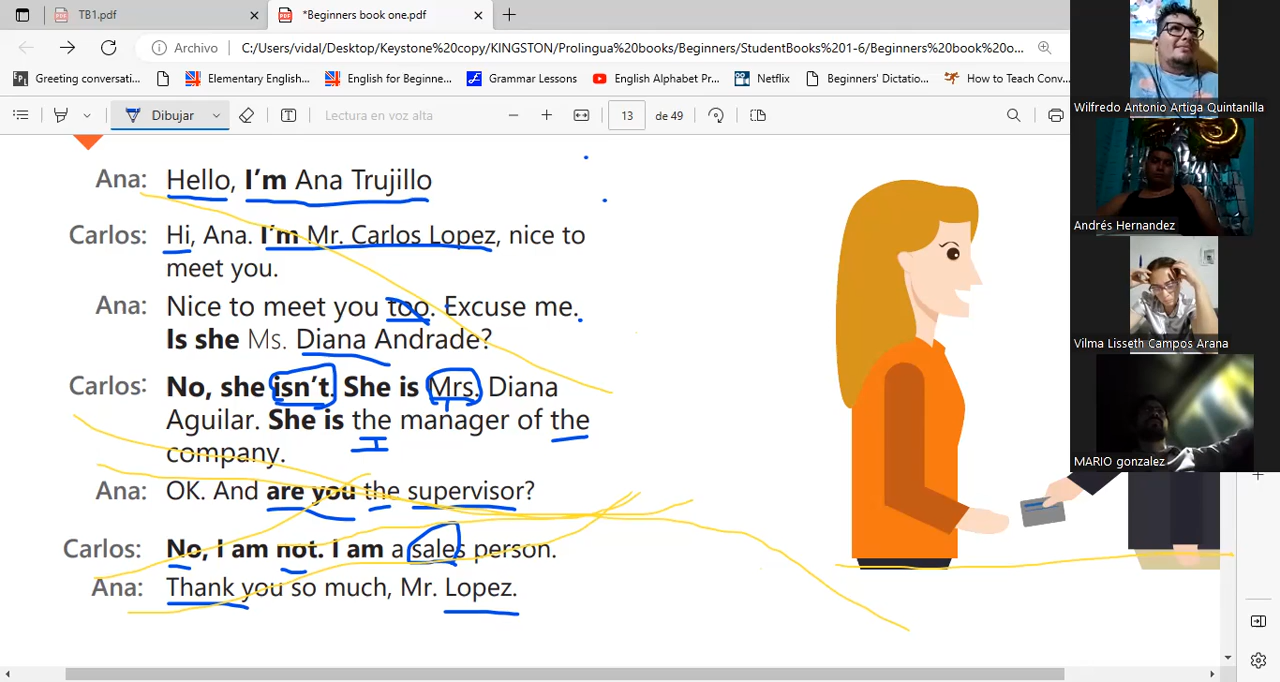 TB1.pdf
*Beginners book one.pdf
Archivo
C:/Users/vidal/Desktop/Keystone%20copy/KINGSTON/Prolingua%20books/Beginners/StudentBooks%201-6/Beginners%20book%20o...
Greeting conversati...
Elementary English...
English for Beginne...
Grammar Lessons
English Alphabet Pr...
Netflix
Beginners' Dictatio...
How to Teach Conv...
Dibujar
Lectura en voz alta
13
de 49
Ana: Hello, I'm Ana Trujillo
Carlos: Hi, Ana. I'm Mr. Carlos Lopez, nice to
meet you.
Ana: Nice to meet you too. Excuse me.
Is she Ms. Diana Andrade?
Carlos: No, she isn't. She is Mrs. Diana
Aguilar. She is the manager of the
company.
Ana: OK. And are you the supervisor?
Carlos: No, I am not. I am a sales person.
Ana: Thank you so much, Mr. Lopez.
Wilfredo Antonio Artiga Quintanilla
Andrés Hernandez
Vilma Lisseth Campos Arana
MARIO gonzalez